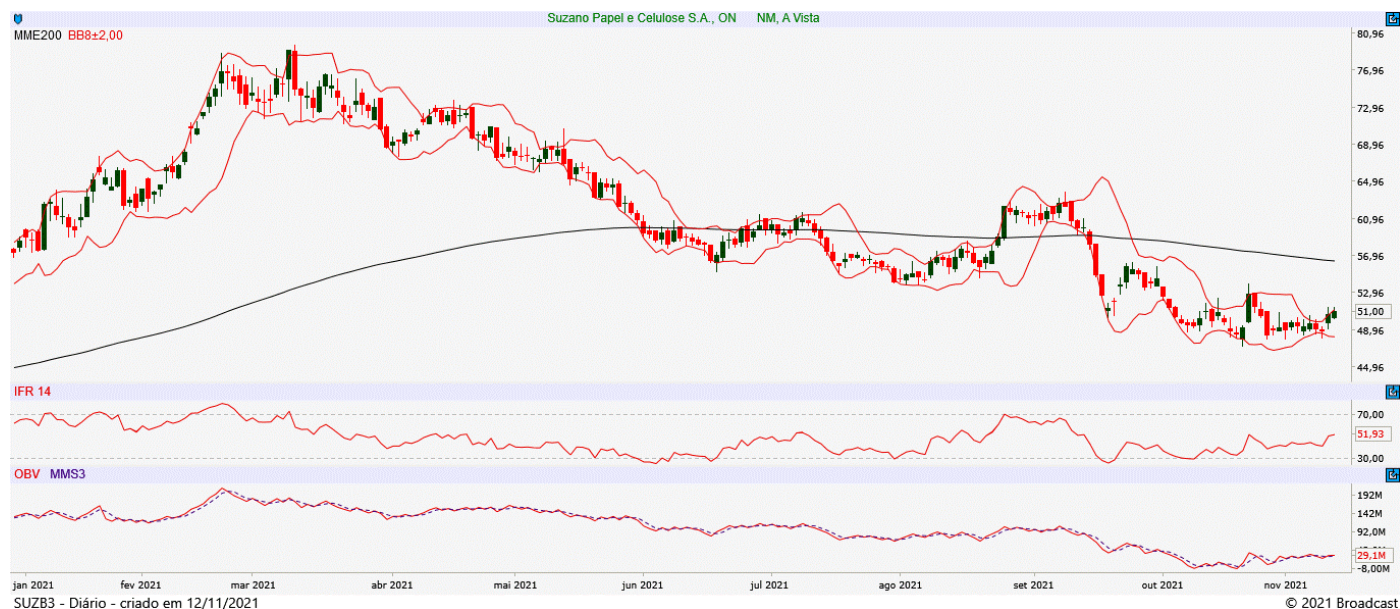 Suzano Papel e Celulose S.A., ON NM, A Vista
MME200 BB8±2,00
80,96
76,96
72,96
68,96
64,96
60,96
56,96
52,96
51,00
48,96
44,96
IFR 14
70,00
51,93
30,00
OBV MMS3
192M
142M
92,0M
29,1M
-8,00M
jan 2021 fev 2021 mar 2021 abr 2021 mai 2021 jun 2021 jul 2021 ago 2021 set 2021 out 2021 nov 2021
SUZB3 - Diário - criado em 12/11/2021 © 2021 Broadcast